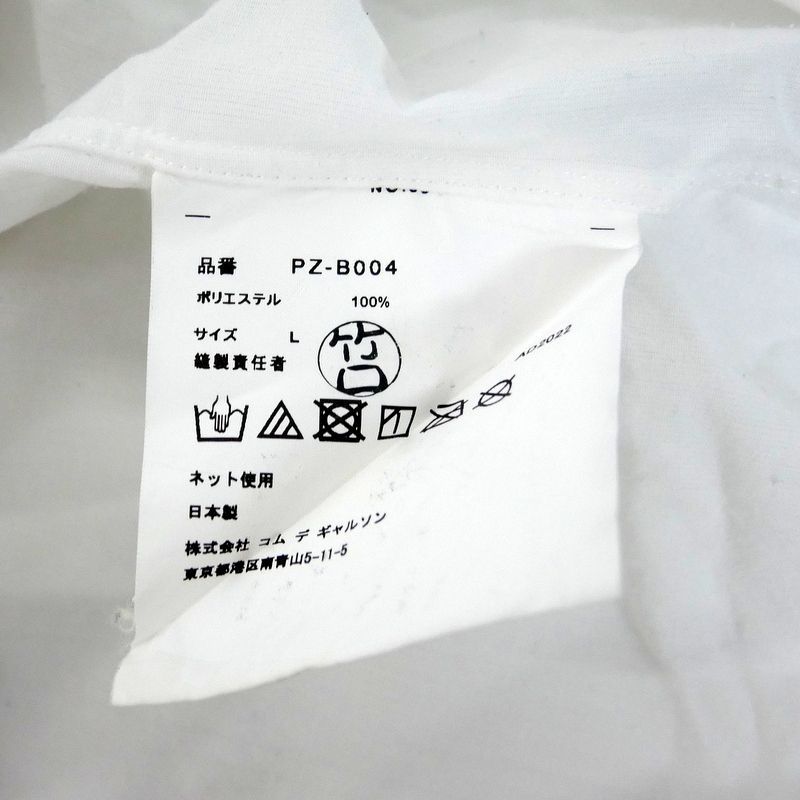 品番 PZ-B004
ポリエステル 100%
サイズ L
縫製責任者 竹口
AD2022
ネット使用
日本製
株式会社 コム デ ギャルソン
東京都港区南青山5-11-5